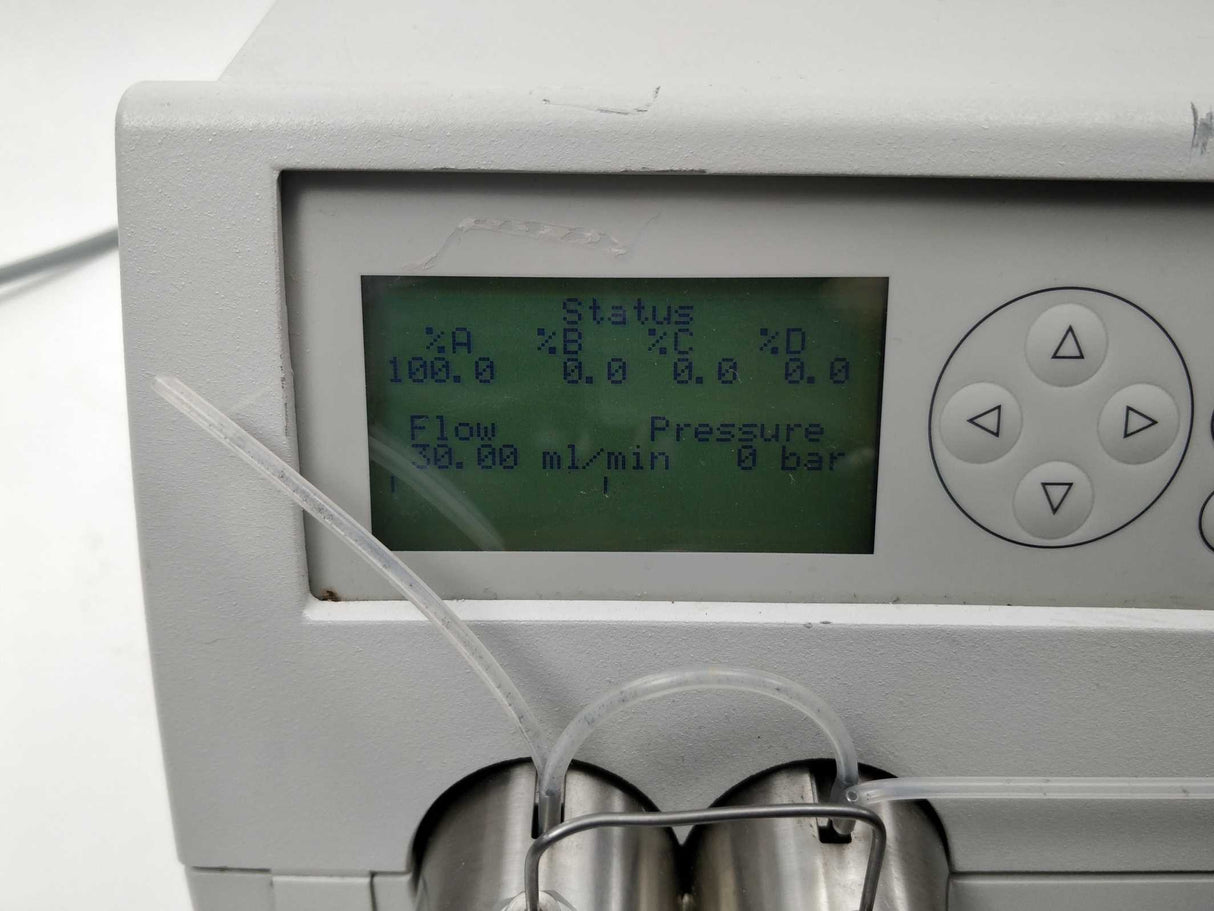 Status
%A %B %C %D
100.0 0.0 0.0 0.0
Flow Pressure
30.00 ml/min 0 bar